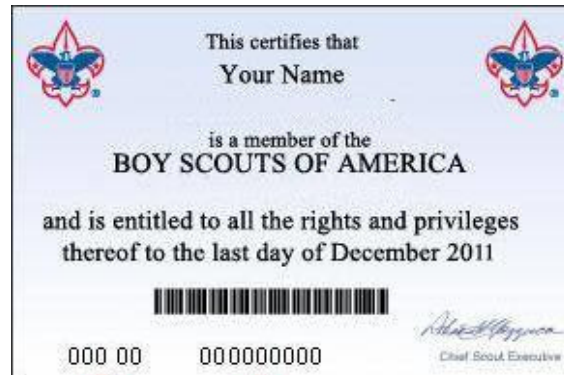 This certifies that
Your Name
is a member of the
BOY SCOUTS OF AMERICA
and is entitled to all the rights and privileges
thereof to the last day of December 2011
000 00 000000000
Chief Scout Executive